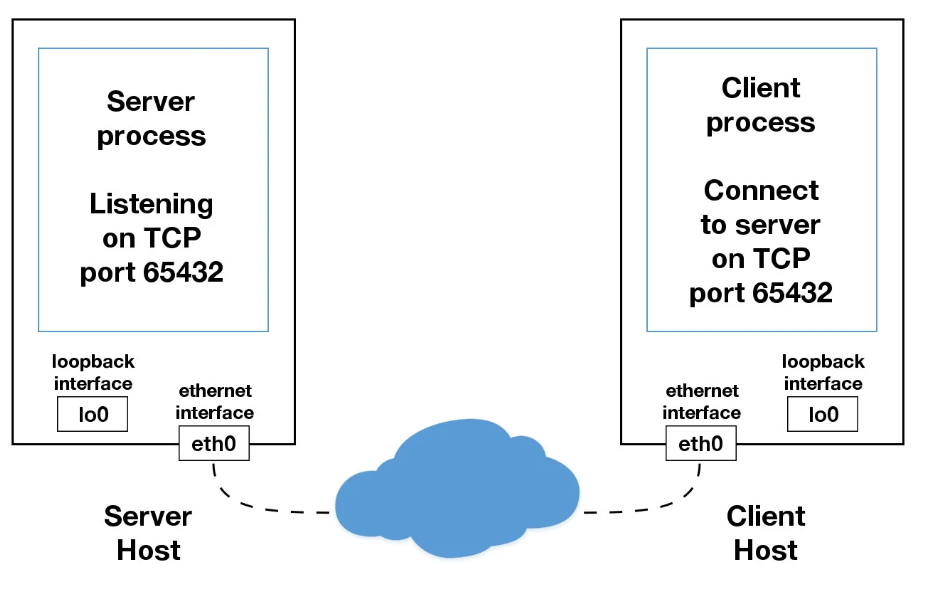 Server
process
Listening
on TCP
port 65432
loopback
interface
lo0
ethernet
interface
eth0
Server
Host
Client
process
Connect
to server
on TCP
port 65432
ethernet
interface
eth0
loopback
interface
lo0
Client
Host